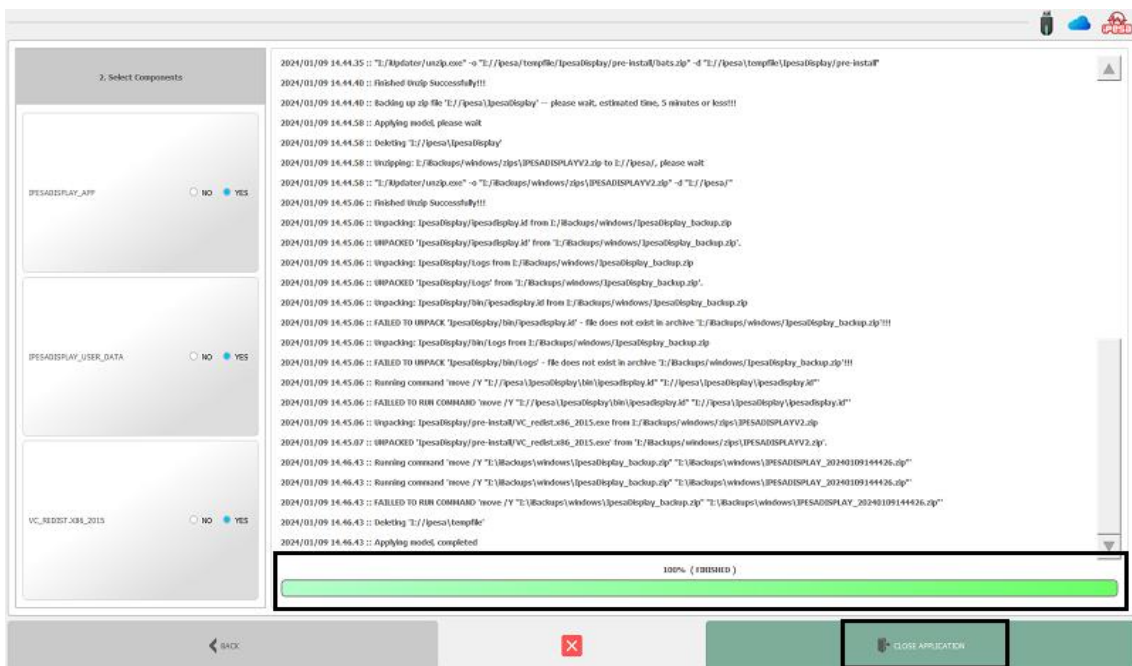 iPESA
2. Select Components
IPESADISPLAY_APP NO YES
IPESADISPLAY_USER_DATA NO YES
VC_REDIST.X86_2015 NO YES
2024/01/09 14.44.35 :: "I:/iUpdater/unzip.exe" -o "I:/ipesa/tempfile/IpesaDisplay/pre-install/bats.zip" -d "I:/ipesa\tempfile\IpesaDisplay/pre-install"
2024/01/09 14.44.40 :: Finished Unzip Successfully!!!
2024/01/09 14.44.40 :: Backing up zip file 'I://ipesa\IpesaDisplay' -- please wait, estimated time, 5 minutes or less!!!
2024/01/09 14.44.58 :: Applying model, please wait
2024/01/09 14.44.58 :: Deleting 'I://ipesa\IpesaDisplay'
2024/01/09 14.44.58 :: Unzipping: I:/iBackups/windows/zips\IPESADISPLAYV2.zip to I://ipesa/, please wait
2024/01/09 14.44.58 :: "I:/iUpdater/unzip.exe" -o "I:/iBackups/windows/zips\IPESADISPLAYV2.zip" -d "I://ipesa/"
2024/01/09 14.45.06 :: Finished Unzip Successfully!!!
2024/01/09 14.45.06 :: Unpacking: IpesaDisplay/ipesadisplay.id from I:/iBackups/windows/IpesaDisplay_backup.zip
2024/01/09 14.45.06 :: UNPACKED 'IpesaDisplay/ipesadisplay.id' from 'I:/iBackups/windows/IpesaDisplay_backup.zip'.
2024/01/09 14.45.06 :: Unpacking: IpesaDisplay/Logs from I:/iBackups/windows/IpesaDisplay_backup.zip
2024/01/09 14.45.06 :: UNPACKED 'IpesaDisplay/Logs' from 'I:/iBackups/windows/IpesaDisplay_backup.zip'.
2024/01/09 14.45.06 :: Unpacking: IpesaDisplay/bin/ipesadisplay.id from I:/iBackups/windows/IpesaDisplay_backup.zip
2024/01/09 14.45.06 :: FAILED TO UNPACK 'IpesaDisplay/bin/ipesadisplay.id' - file does not exist in archive 'I:/iBackups/windows/IpesaDisplay_backup.zip'!!!
2024/01/09 14.45.06 :: Unpacking: IpesaDisplay/bin/Logs from I:/iBackups/windows/IpesaDisplay_backup.zip
2024/01/09 14.45.06 :: FAILED TO UNPACK 'IpesaDisplay/bin/Logs' - file does not exist in archive 'I:/iBackups/windows/IpesaDisplay_backup.zip'!!!
2024/01/09 14.45.06 :: Running command 'move /Y "I://ipesa\IpesaDisplay\bin\ipesadisplay.id" "I://ipesa\IpesaDisplay\ipesadisplay.id"'
2024/01/09 14.45.06 :: FAILLED TO RUN COMMAND 'move /Y "I://ipesa\IpesaDisplay\bin\ipesadisplay.id" "I://ipesa\IpesaDisplay\ipesadisplay.id"'
2024/01/09 14.45.06 :: Unpacking: IpesaDisplay/pre-install/VC_redist.x86_2015.exe from I:/iBackups/windows/zips\IPESADISPLAYV2.zip
2024/01/09 14.45.07 :: UNPACKED 'IpesaDisplay/pre-install/VC_redist.x86_2015.exe' from 'I:/iBackups/windows/zips\IPESADISPLAYV2.zip'.
2024/01/09 14.46.43 :: Running command 'move /Y "I:\iBackups\windows\IpesaDisplay_backup.zip" "I:\iBackups\windows\IPESADISPLAY_20240109144426.zip"'
2024/01/09 14.46.43 :: Running command 'move /Y "I:\iBackups\windows\IpesaDisplay_backup.zip" "I:\iBackups\windows\IPESADISPLAY_20240109144426.zip"'
2024/01/09 14.46.43 :: FAILLED TO RUN COMMAND 'move /Y "I:\iBackups\windows\IpesaDisplay_backup.zip" "I:\iBackups\windows\IPESADISPLAY_20240109144426.zip"'
2024/01/09 14.46.43 :: Deleting 'I://ipesa\tempfile'
2024/01/09 14.46.43 :: Applying model, completed
100% ( FINISHED )
BACK
CLOSE APPLICATION